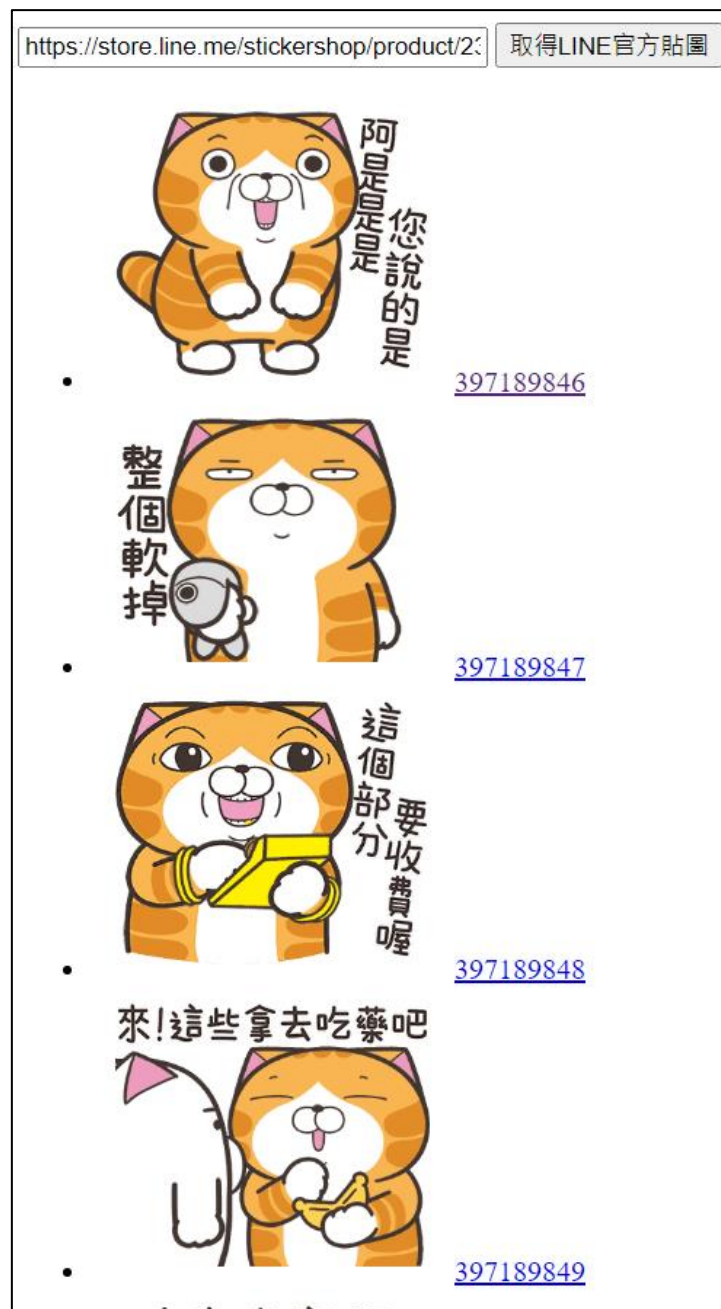 https://store.line.me/stickershop/product/23
取得LINE官方貼圖
阿是是是
您說的是
397189846
整個軟掉
397189847
這個部分
要收費喔
397189848
來!這些拿去吃藥吧
397189849